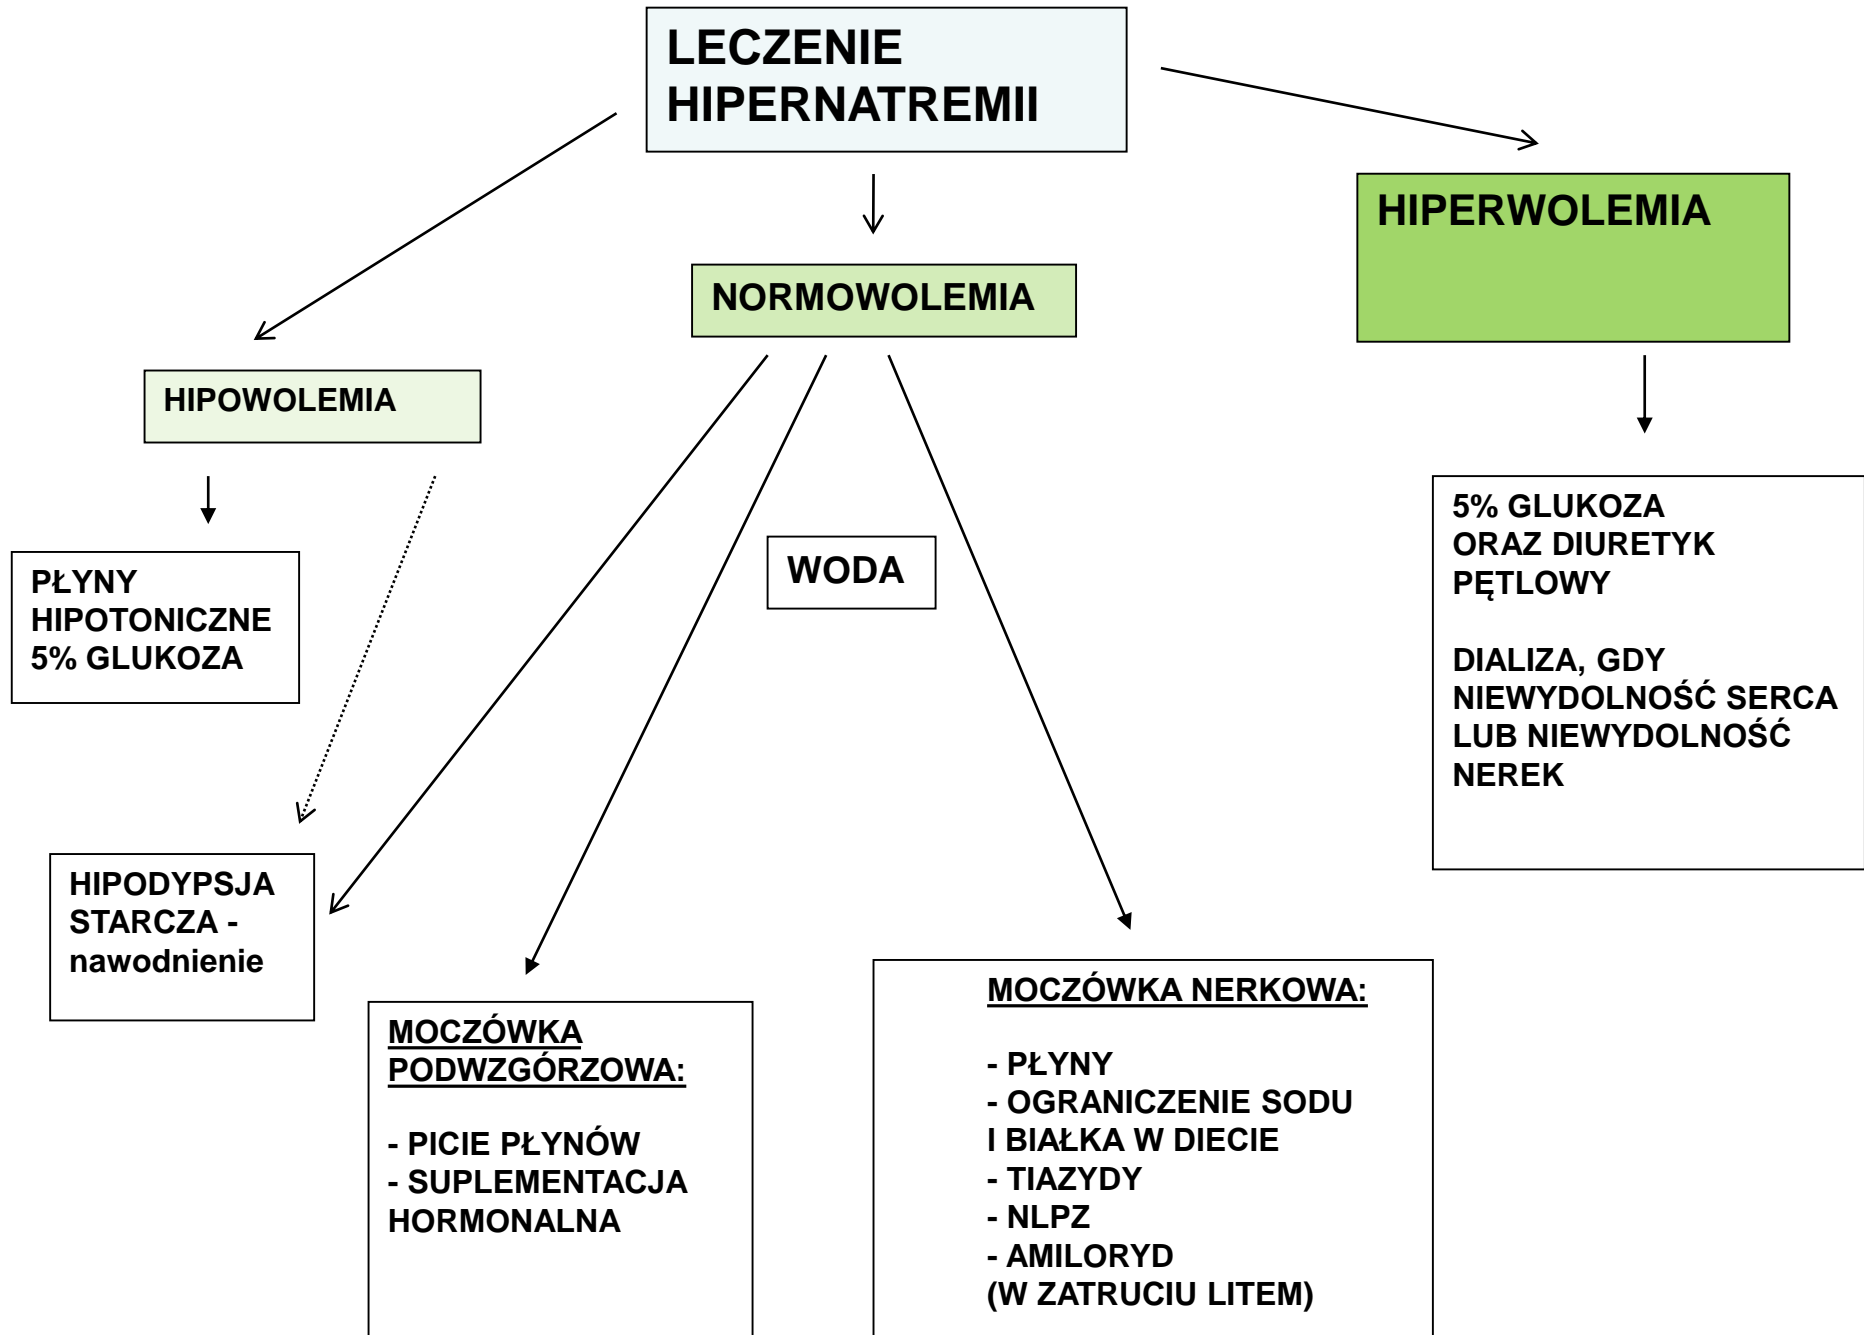 LECZENIE
HIPERNATREMII
HIPERWOLEMIA
NORMOWOLEMIA
HIPOWOLEMIA
PŁYNY
HIPOTONICZNE
5% GLUKOZA
WODA
5% GLUKOZA
ORAZ DIURETYK
PĘTLOWY
DIALIZA, GDY
NIEWYDOLNOŚĆ SERCA
LUB NIEWYDOLNOŚĆ
NEREK
HIPODYPSJA
STARCZA -
nawodnienie
MOCZÓWKA
PODWZGÓRZOWA:
- PICIE PŁYNÓW
- SUPLEMENTACJA
HORMONALNA
MOCZÓWKA NERKOWA:
- PŁYNY
- OGRANICZENIE SODU
I BIAŁKA W DIECIE
- TIAZYDY
- NLPZ
- AMILORYD
(W ZATRUCIU LITEM)